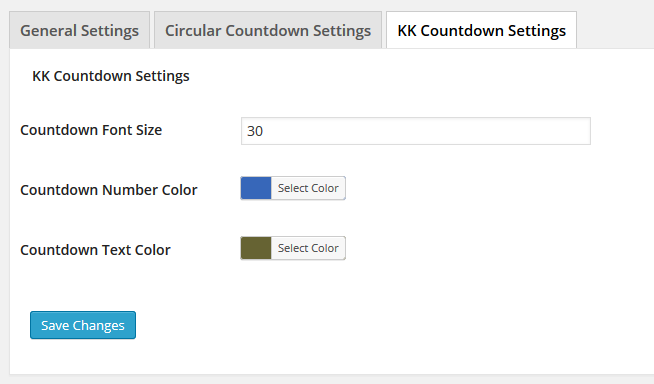 General Settings Circular Countdown Settings KK Countdown Settings
KK Countdown Settings
Countdown Font Size 30
Countdown Number Color Select Color
Countdown Text Color Select Color
Save Changes